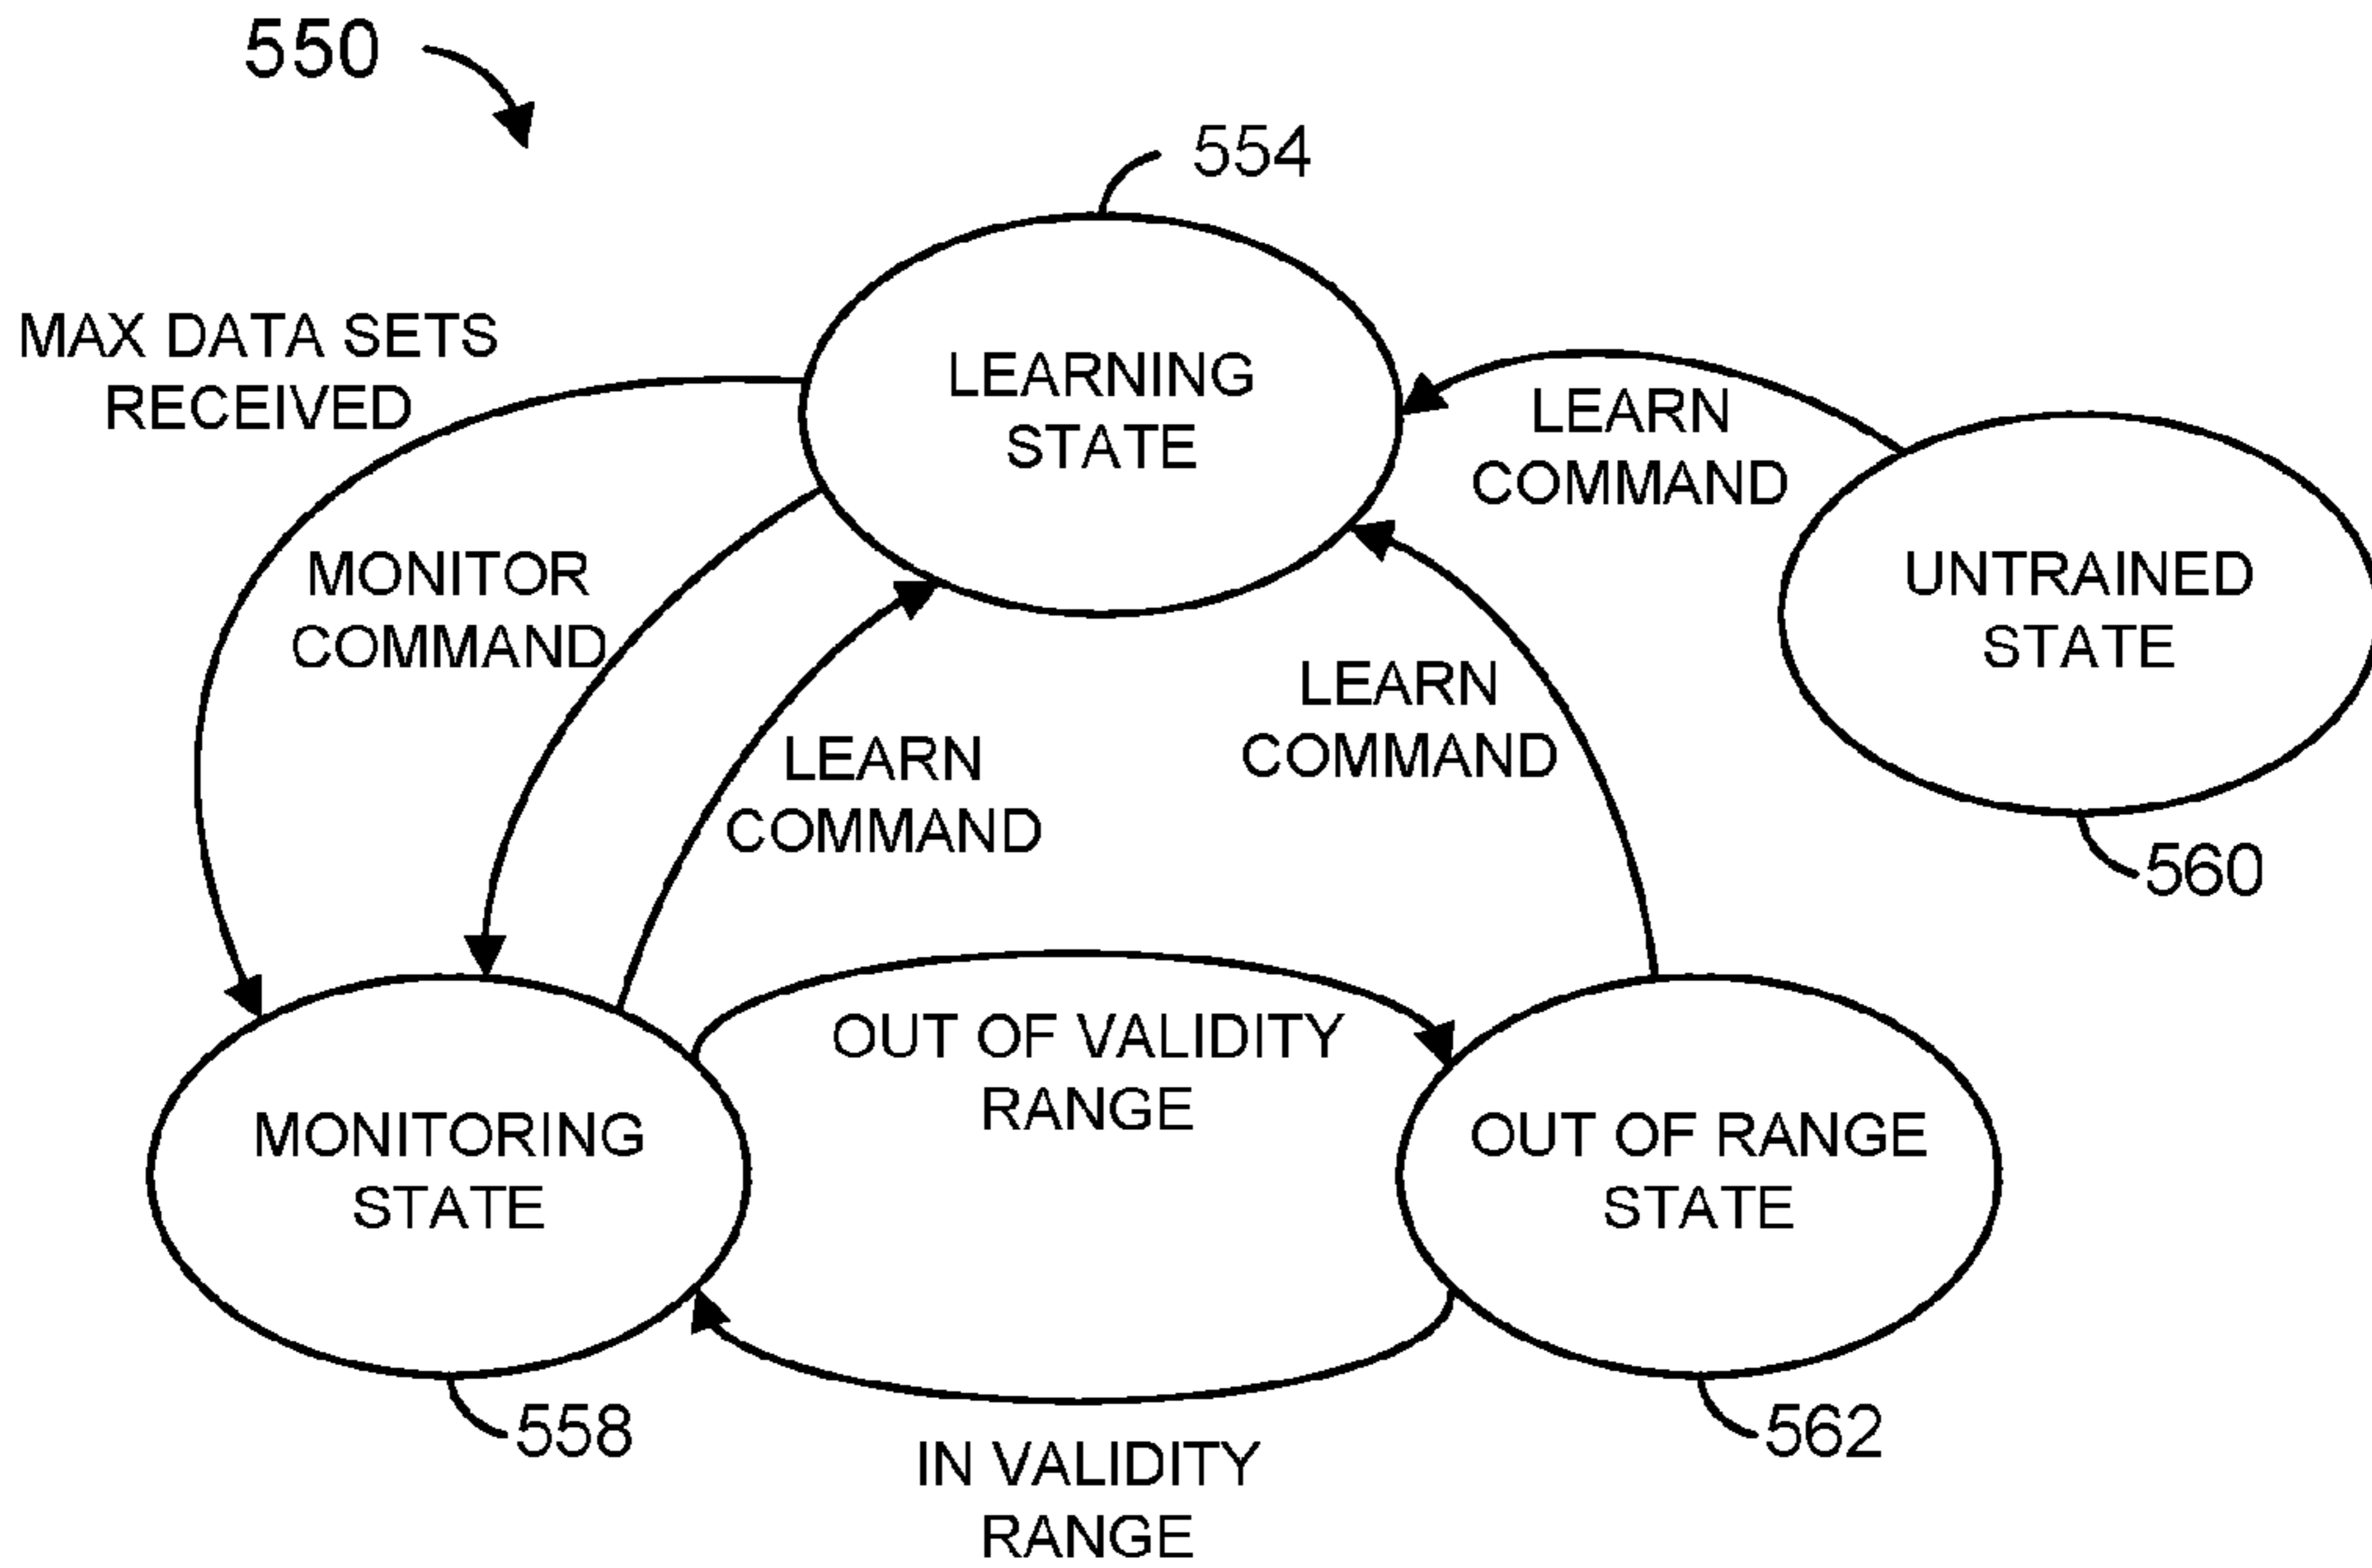 550
554
MAX DATA SETS
RECEIVED
LEARNING
STATE
LEARN
COMMAND
MONITOR
COMMAND
UNTRAINED
STATE
LEARN
COMMAND
LEARN
COMMAND
560
OUT OF VALIDITY
RANGE
MONITORING
STATE
OUT OF RANGE
STATE
558
562
IN VALIDITY
RANGE